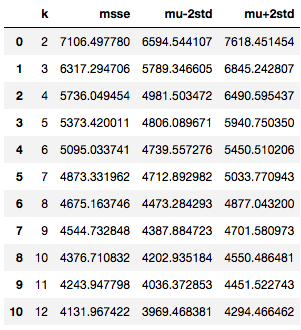 k msse mu-2std mu+2std
0 2 7106.497780 6594.544107 7618.451454
1 3 6317.294706 5789.346605 6845.242807
2 4 5736.049454 4981.503472 6490.595437
3 5 5373.420011 4806.089671 5940.750350
4 6 5095.033741 4739.557276 5450.510206
5 7 4873.331962 4712.892982 5033.770943
6 8 4675.163746 4473.284293 4877.043200
7 9 4544.732848 4387.884723 4701.580973
8 10 4376.710832 4202.935184 4550.486481
9 11 4243.947798 4036.372853 4451.522743
10 12 4131.967422 3969.468381 4294.466462